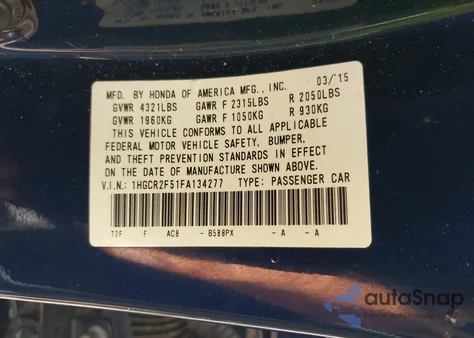 MFD. BY HONDA OF AMERICA MFG., INC. 03/15
GVWR 4321LBS GAWR F 2315LBS R 2050LBS
GVWR 1960KG GAWR F 1050KG R 930KG
THIS VEHICLE CONFORMS TO ALL APPLICABLE
FEDERAL MOTOR VEHICLE SAFETY, BUMPER,
AND THEFT PREVENTION STANDARDS IN EFFECT
ON THE DATE OF MANUFACTURE SHOWN ABOVE.
V.I.N.: 1HGCR2F51FA134277 TYPE: PASSENGER CAR
T2F F AC8 - B588PX - A - A
autoSnap